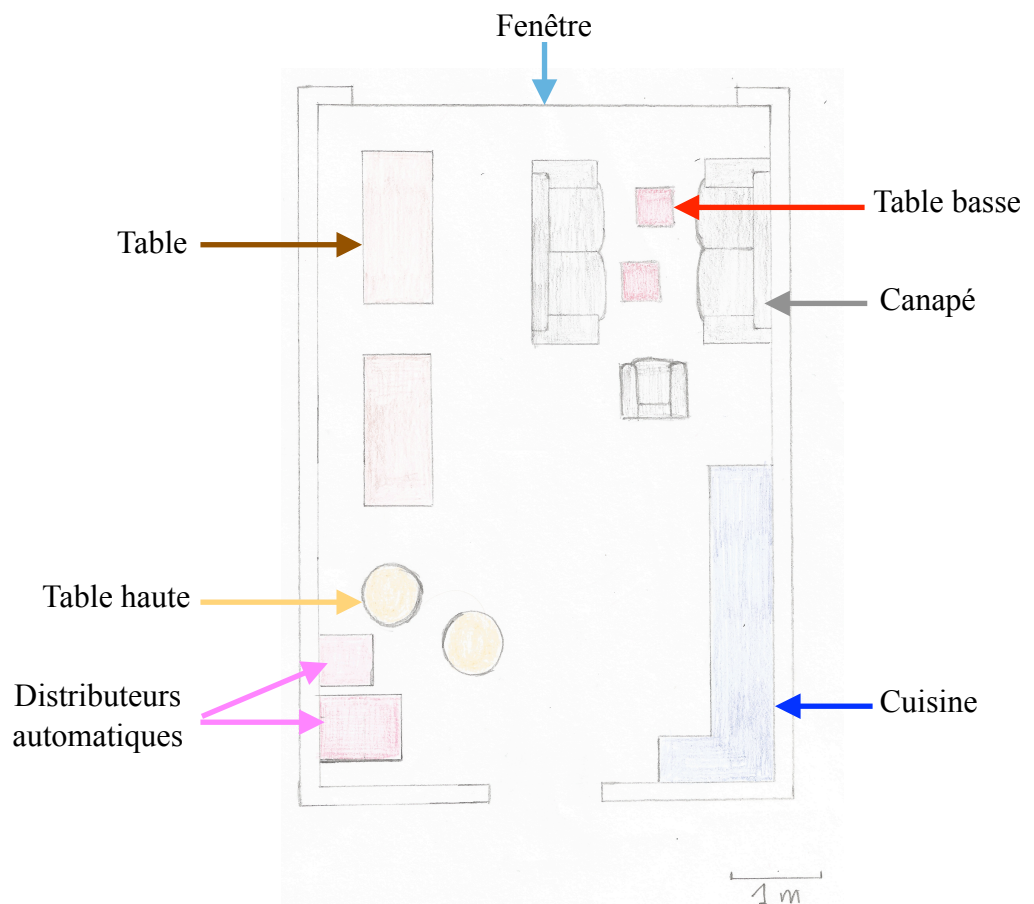 Fenêtre
Table basse
Table
Canapé
Table haute
Distributeurs
automatiques
Cuisine
1 m